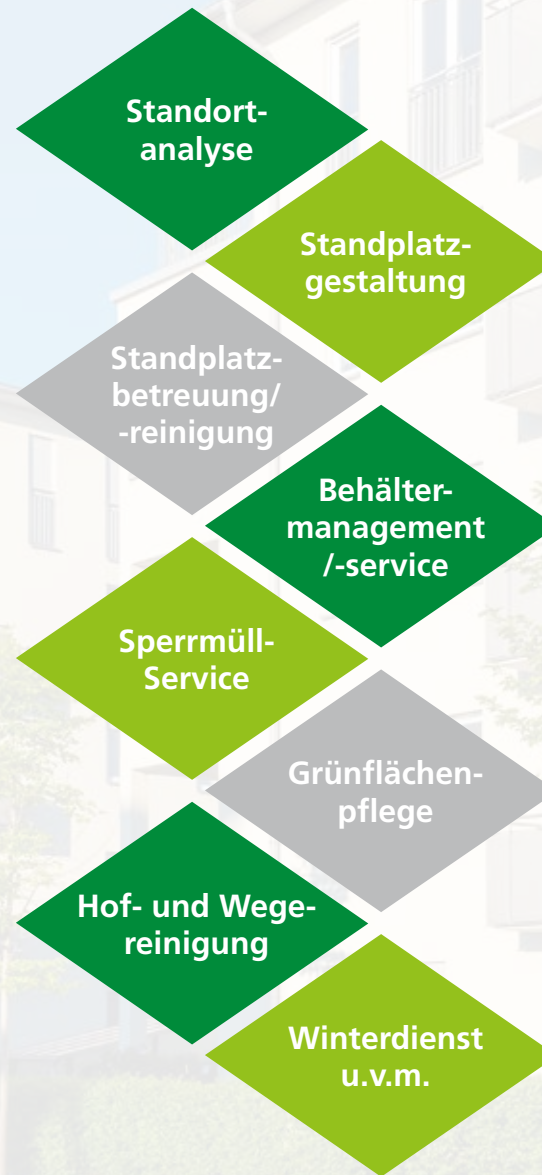 Standort-
analyse
Standplatz-
gestaltung
Standplatz-
betreuung/
-reinigung
Behälter-
management
/-service
Sperrmüll-
Service
Grünflächen-
pflege
Hof- und Wege-
reinigung
Winterdienst
u.v.m.